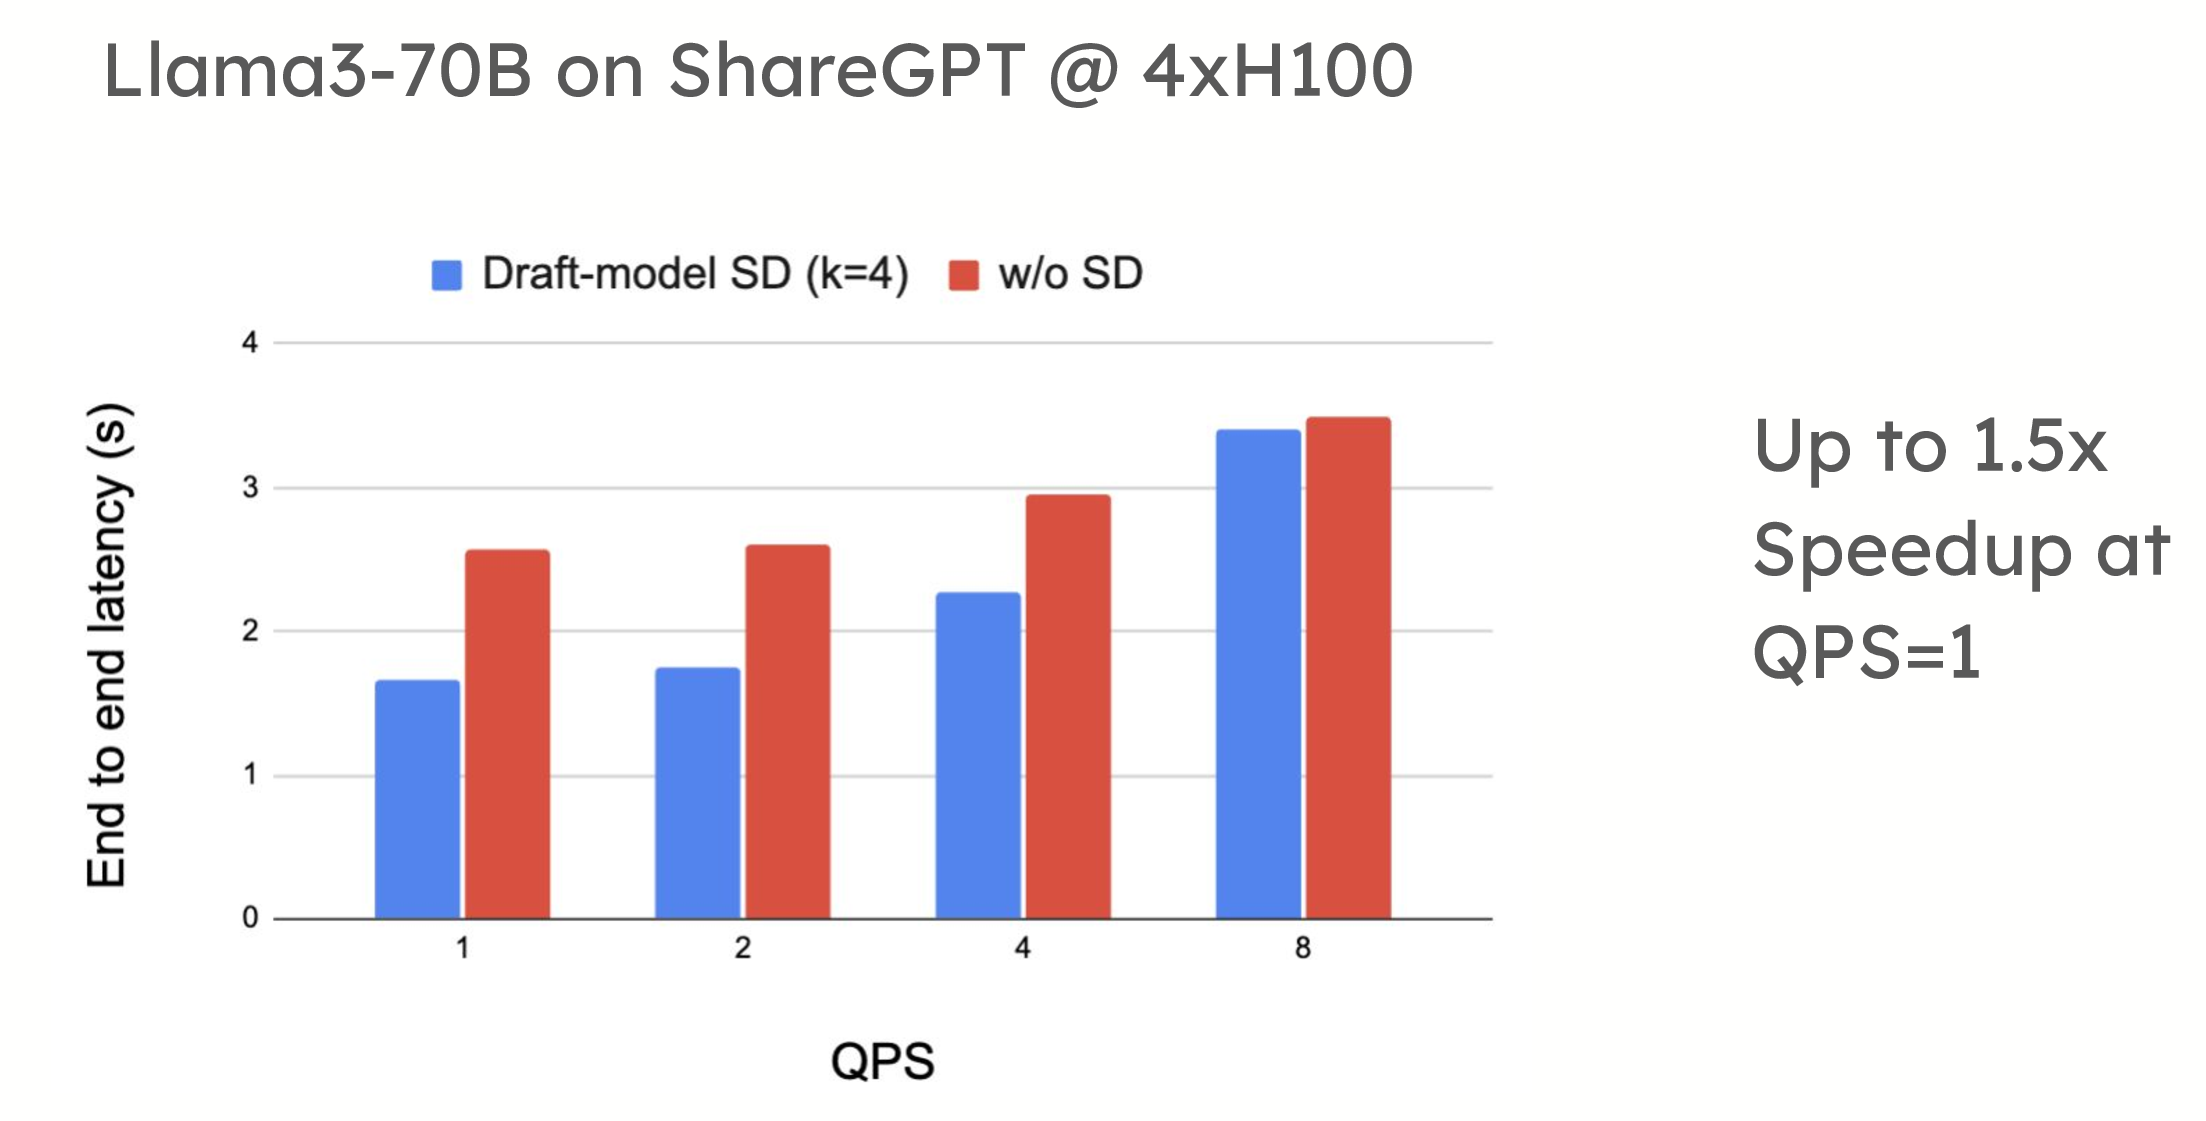 Llama3-70B on ShareGPT @ 4xH100
Draft-model SD (k=4) w/o SD
4
3
2
1
0
End to end latency (s)
1 2 4 8
QPS
Up to 1.5x
Speedup at
QPS=1